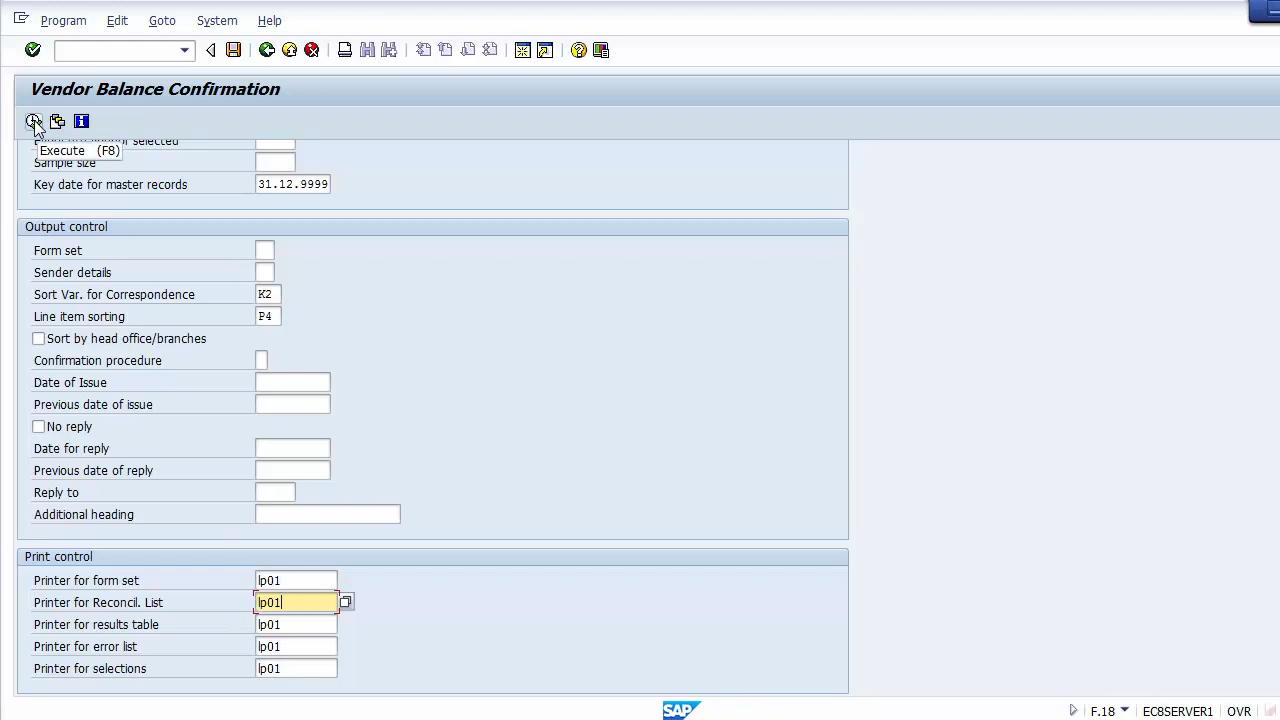 Program Edit Goto System Help
Vendor Balance Confirmation
Execute (F8)
selected
Sample size
Key date for master records 31.12.9999
Output control
Form set
Sender details
Sort Var. for Correspondence K2
Line item sorting P4
Sort by head office/branches
Confirmation procedure
Date of Issue
Previous date of issue
No reply
Date for reply
Previous date of reply
Reply to
Additional heading
Print control
Printer for form set lp01
Printer for Reconcil. List lp01
Printer for results table lp01
Printer for error list lp01
Printer for selections lp01
SAP F.18 EC8SERVER1 OVR